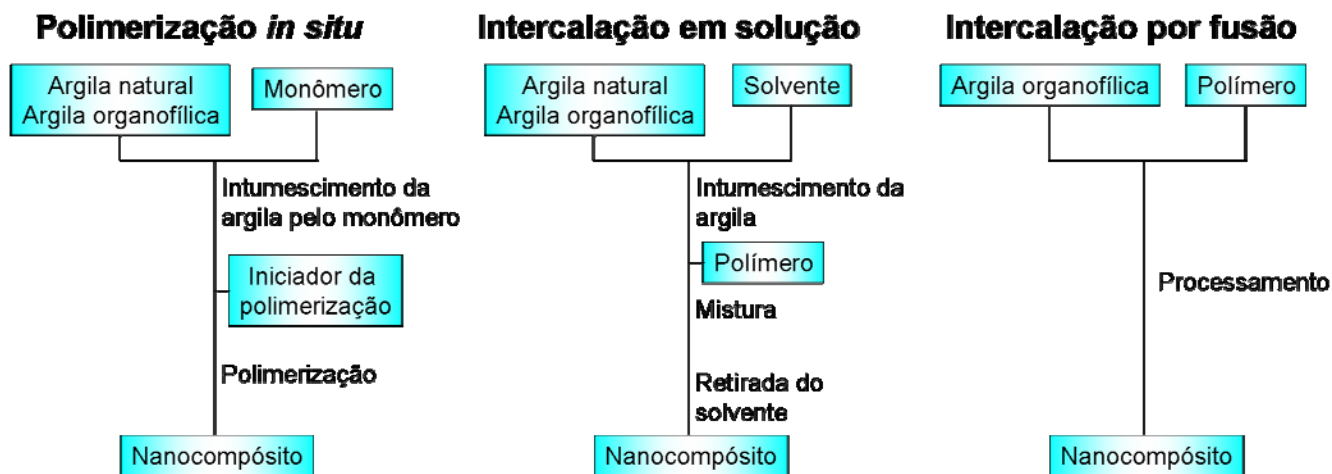 Polimerização in situ
Argila natural
Argila organofílica
Monômero
Intumescimento da
argila pelo monômero
Iniciador da
polimerização
Polimerização
Nanocompósito
Intercalação em solução
Argila natural
Argila organofílica
Solvente
Intumescimento da
argila
Polímero
Mistura
Retirada do
solvente
Nanocompósito
Intercalação por fusão
Argila organofílica
Polímero
Processamento
Nanocompósito